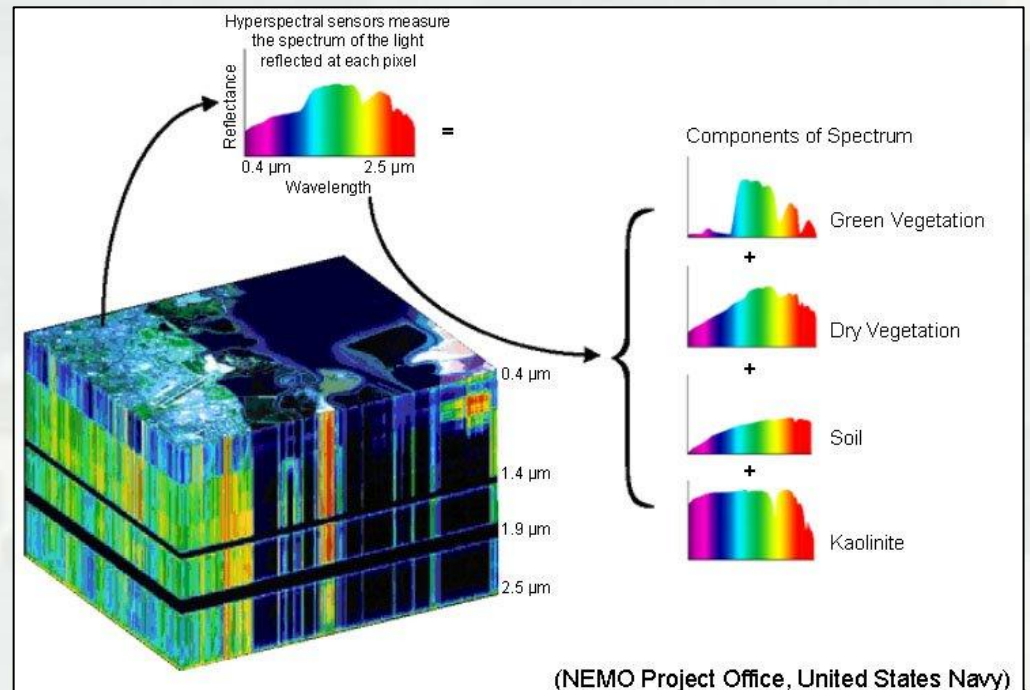 Hyperspectral sensors measure
the spectrum of the light
reflected at each pixel
Reflectance
=
0.4 µm
2.5 µm
Wavelength
Components of Spectrum
Green Vegetation
+
Dry Vegetation
+
Soil
+
Kaolinite
0.4 µm
1.4 µm
1.9 µm
2.5 µm
(NEMO Project Office, United States Navy)